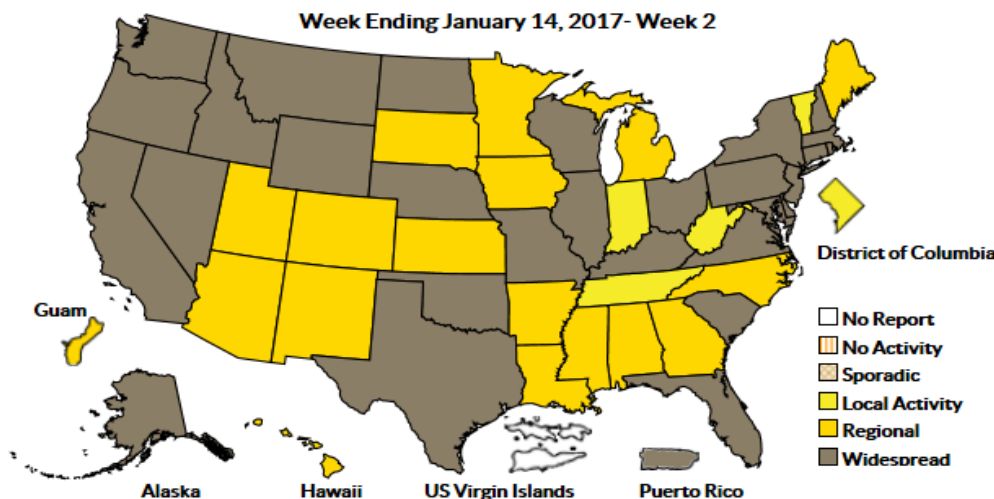 Week Ending January 14, 2017- Week 2
District of Columbia
Guam
No Report
No Activity
Sporadic
Local Activity
Regional
Widespread
Alaska
Hawaii
US Virgin Islands
Puerto Rico